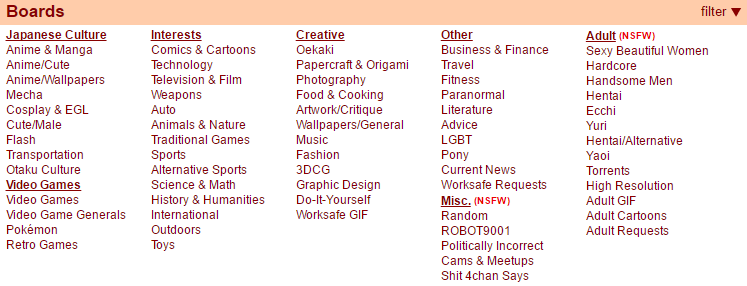 Boards
filter ▼
Japanese Culture
Anime & Manga
Anime/Cute
Anime/Wallpapers
Mecha
Cosplay & EGL
Cute/Male
Flash
Transportation
Otaku Culture
Video Games
Video Games
Video Game Generals
Pokémon
Retro Games
Interests
Comics & Cartoons
Technology
Television & Film
Weapons
Auto
Animals & Nature
Traditional Games
Sports
Alternative Sports
Science & Math
History & Humanities
International
Outdoors
Toys
Creative
Oekaki
Papercraft & Origami
Photography
Food & Cooking
Artwork/Critique
Wallpapers/General
Music
Fashion
3DCG
Graphic Design
Do-It-Yourself
Worksafe GIF
Other
Business & Finance
Travel
Fitness
Paranormal
Literature
Advice
LGBT
Pony
Current News
Worksafe Requests
Misc. (NSFW)
Random
ROBOT9001
Politically Incorrect
Cams & Meetups
Shit 4chan Says
Adult (NSFW)
Sexy Beautiful Women
Hardcore
Handsome Men
Hentai
Ecchi
Yuri
Hentai/Alternative
Yaoi
Torrents
High Resolution
Adult GIF
Adult Cartoons
Adult Requests